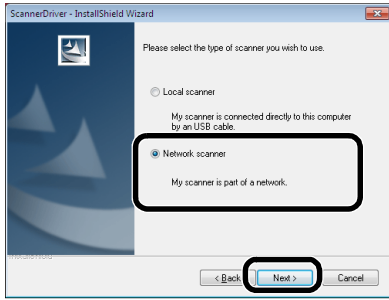 ScannerDriver - InstallShield Wizard
Please select the type of scanner you wish to use.
Local scanner
My scanner is connected directly to this computer
by an USB cable.
Network scanner
My scanner is part of a network.
InstallShield
< Back Next > Cancel